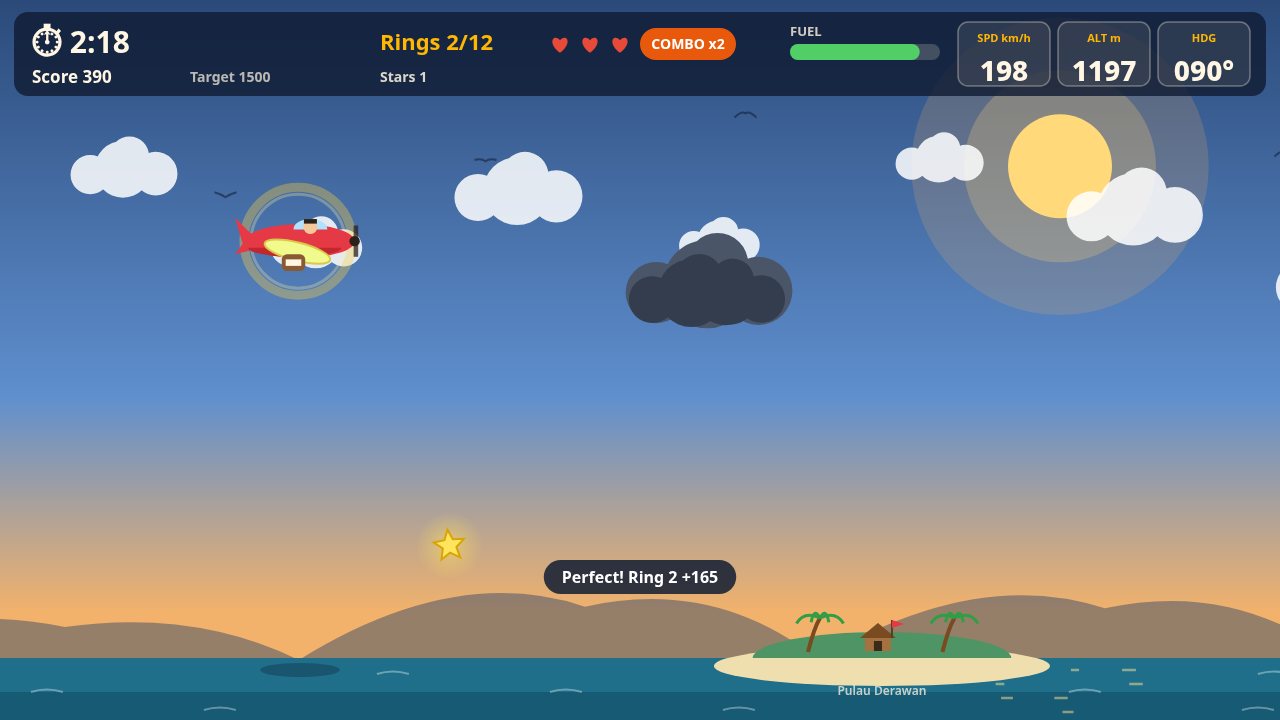 2:18
Score 390
Target 1500
Rings 2/12
Stars 1
COMBO x2
FUEL
SPD km/h
198
ALT m
1197
HDG
090°
Perfect! Ring 2 +165
Pulau Derawan